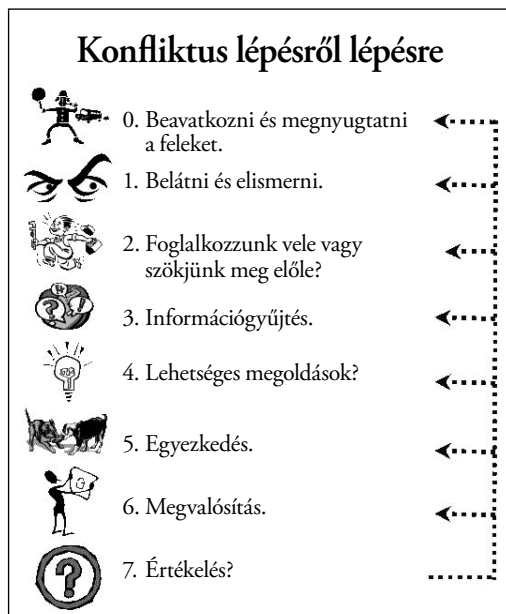 Konfliktus lépésről lépésre
0. Beavatkozni és megnyugtatni
a feleket.
1. Belátni és elismerni.
2. Foglalkozzunk vele vagy
szökjünk meg előle?
3. Információgyűjtés.
4. Lehetséges megoldások?
5. Egyezkedés.
6. Megvalósítás.
7. Értékelés?